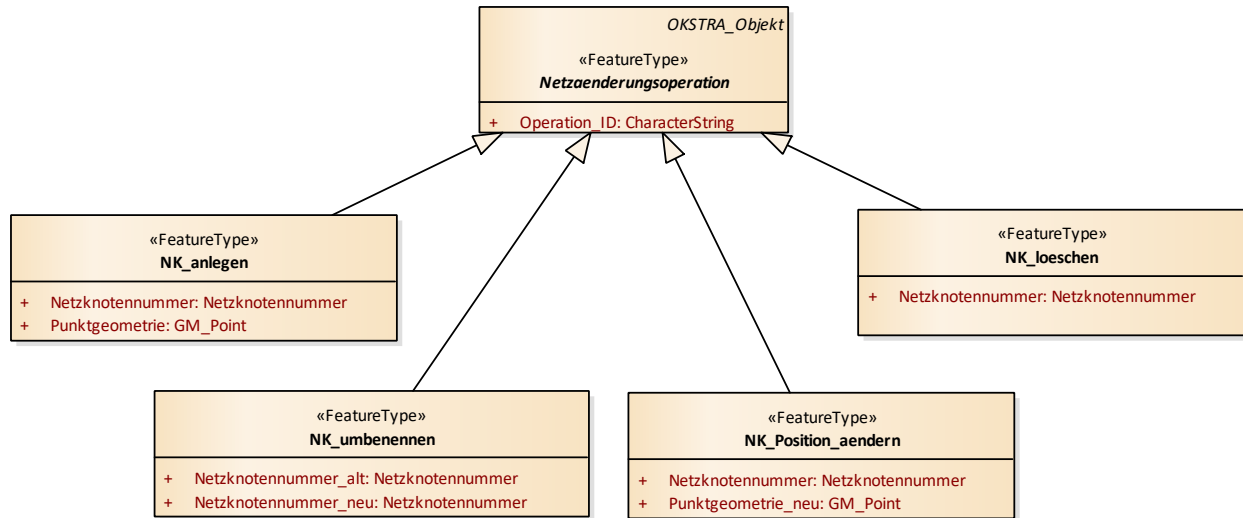 OKSTRA_Objekt
«FeatureType»
Netzaenderungsoperation
+ Operation_ID: CharacterString
«FeatureType»
NK_anlegen
+ Netzknotennummer: Netzknotennummer
+ Punktgeometrie: GM_Point
«FeatureType»
NK_loeschen
+ Netzknotennummer: Netzknotennummer
«FeatureType»
NK_umbenennen
+ Netzknotennummer_alt: Netzknotennummer
+ Netzknotennummer_neu: Netzknotennummer
«FeatureType»
NK_Position_aendern
+ Netzknotennummer: Netzknotennummer
+ Punktgeometrie_neu: GM_Point